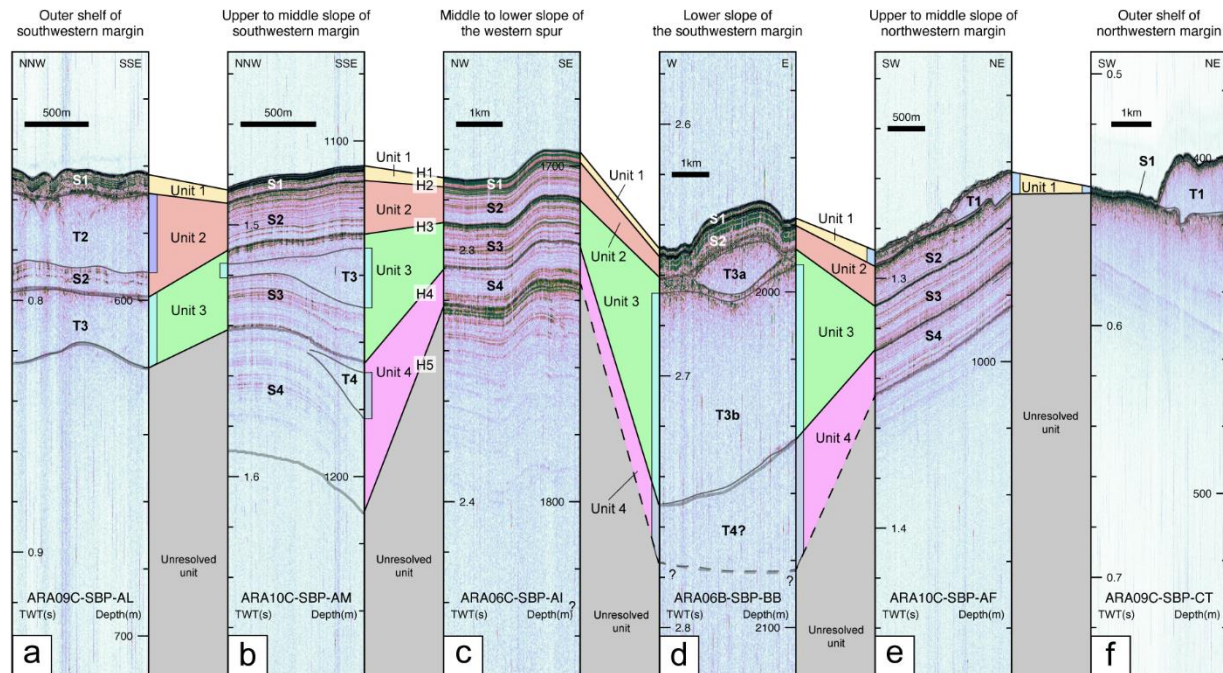 Outer shelf of
southwestern margin
NNW SSE
500m
S1
T2
S2
0.8 600
T3
0.9
ARA09C-SBP-AL
TWT(s) Depth(m)
700
a
Unit 1
Unit 2
Unit 3
Unresolved
unit
Upper to middle slope of
southwestern margin
NNW SSE
500m
1100
S1
S2
1.5
T3
S3
T4
S4
1.6 1200
ARA10C-SBP-AM
TWT(s) Depth(m)
b
Unit 1
H1
H2
Unit 2
H3
Unit 3
H4
Unit 4
H5
Unresolved
unit
Middle to lower slope of
the western spur
NW SE
1km
1700
S1
S2
2.3
S3
S4
2.4 1800
ARA06C-SBP-AI
TWT(s) Depth(m)
?
c
Unit 1
Unit 2
Unit 3
Unit 4
Unresolved
unit
Lower slope of
the southwestern margin
W E
2.6
1km
S1
S2
T3a
2000
2.7
T3b
T4?
? ?
ARA06B-SBP-BB
TWT(s) Depth(m)
2.8 2100
d
Unit 1
Unit 2
Unit 3
Unit 4
Unresolved
unit
Upper to middle slope of
northwestern margin
SW NE
500m
T1
S2
1.3
S3
S4
1000
1.4
ARA10C-SBP-AF
TWT(s) Depth(m)
e
Unit 1
Unresolved
unit
Outer shelf of
northwestern margin
SW NE
0.5
1km
S1
400
T1
0.6
500
0.7
ARA09C-SBP-CT
TWT(s) Depth(m)
f